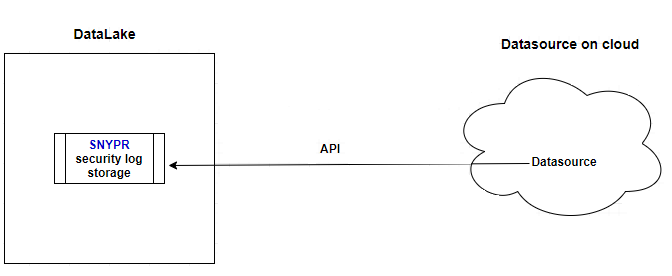 DataLake
Datasource on cloud
SNYPR
security log
storage
API
Datasource